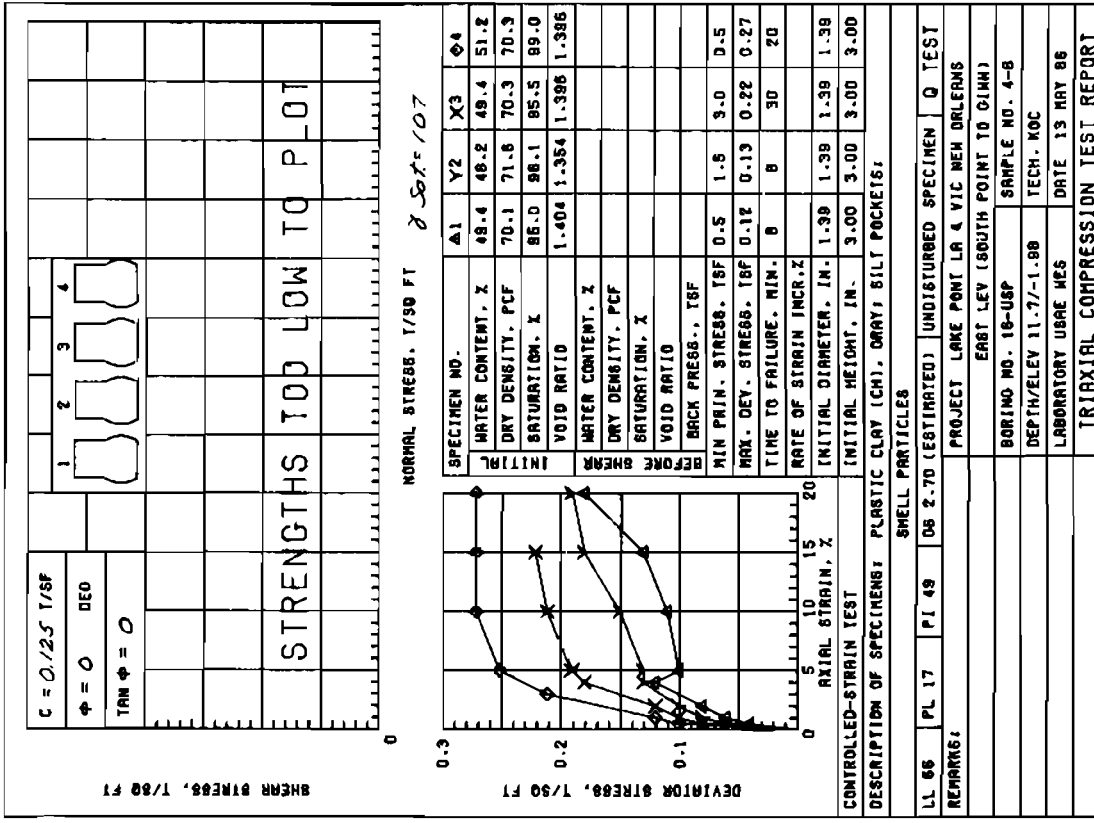 C = 0.125 T/SF
Φ = 0 DEG
TAN Φ = 0
1 2 3 4
STRENGTHS TOO LOW TO PLOT
SHEAR STRESS, T/SQ FT
0
NORMAL STRESS, T/SQ FT
γ Sat = 107
0.3
0.2
0.1
0 5 10 15 20
DEVIATOR STRESS, T/SQ FT
AXIAL STRAIN, %
SPECIMEN NO. Δ1 Y2 X3 ◇4
INITIAL
WATER CONTENT, % 49.4 48.2 49.4 51.2
DRY DENSITY, PCF 70.1 71.6 70.3 70.3
SATURATION, % 95.0 96.1 95.5 99.0
VOID RATIO 1.404 1.354 1.396 1.396
BEFORE SHEAR
WATER CONTENT, %
DRY DENSITY, PCF
SATURATION, %
VOID RATIO
BACK PRESS., TSF
MIN PRIN. STRESS, TSF 0.5 1.5 3.0 0.5
MAX. DEV. STRESS, TSF 0.12 0.13 0.22 0.27
TIME TO FAILURE, MIN. 8 8 30 20
RATE OF STRAIN INCR,%
INITIAL DIAMETER, IN. 1.39 1.39 1.39 1.39
INITIAL HEIGHT, IN. 3.00 3.00 3.00 3.00
CONTROLLED-STRAIN TEST
DESCRIPTION OF SPECIMENS: PLASTIC CLAY (CH), GRAY; SILT POCKETS;
SHELL PARTICLES
LL 66 PL 17 PI 49 GS 2.70 (ESTIMATED) UNDISTURBED SPECIMEN Q TEST
REMARKS:
PROJECT LAKE PONT LA & VIC NEW ORLEANS
EAST LEV (SOUTH POINT TO GIWW)
BORING NO. 16-USP SAMPLE NO. 4-B
DEPTH/ELEV 11.7/-1.98 TECH. KOC
LABORATORY USAE WES DATE 13 MAY 86
TRIAXIAL COMPRESSION TEST REPORT